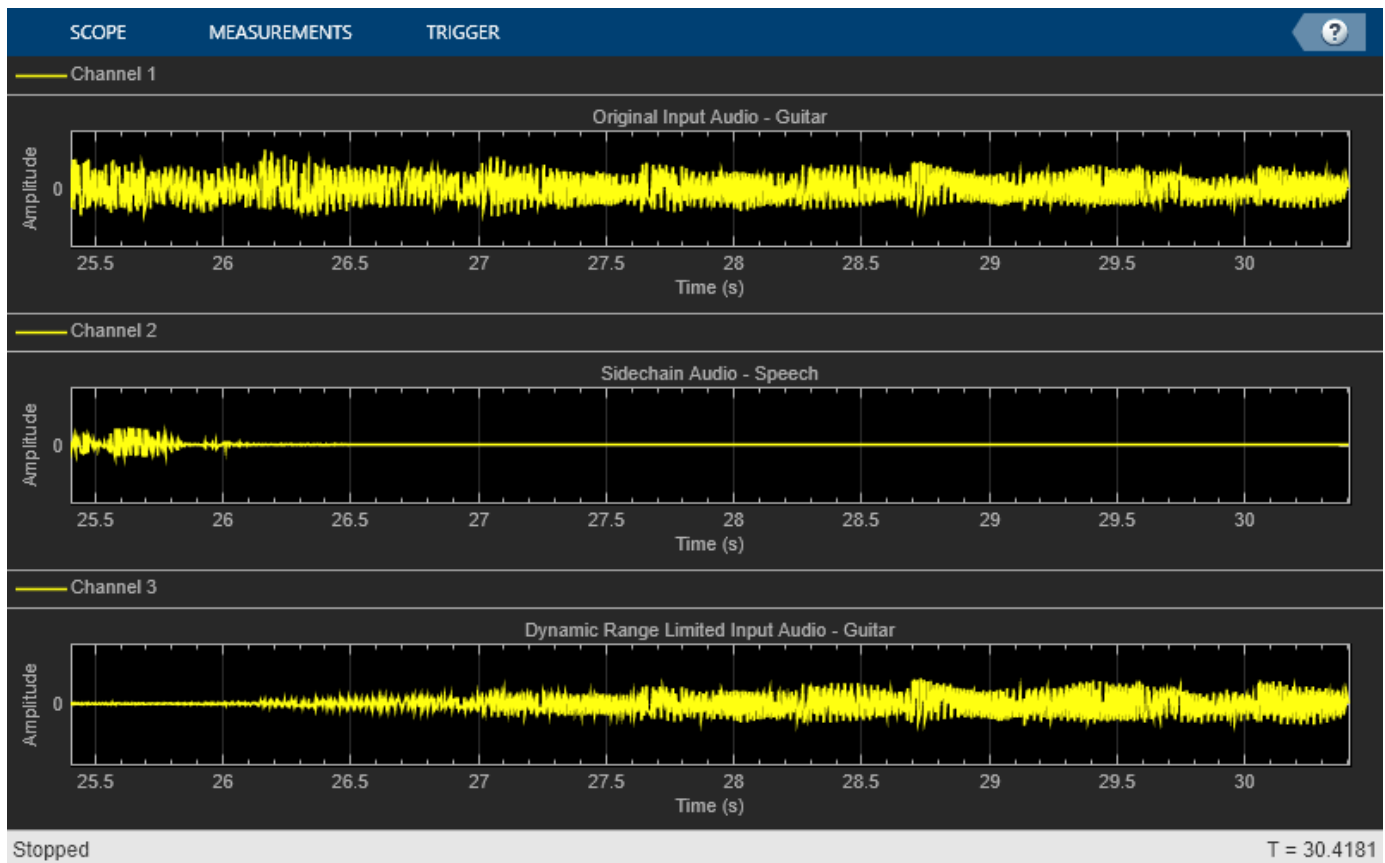 SCOPE MEASUREMENTS TRIGGER ?
Channel 1
Original Input Audio - Guitar
Amplitude
0
25.5 26 26.5 27 27.5 28 28.5 29 29.5 30
Time (s)
Channel 2
Sidechain Audio - Speech
Amplitude
0
25.5 26 26.5 27 27.5 28 28.5 29 29.5 30
Time (s)
Channel 3
Dynamic Range Limited Input Audio - Guitar
Amplitude
0
25.5 26 26.5 27 27.5 28 28.5 29 29.5 30
Time (s)
Stopped T = 30.4181